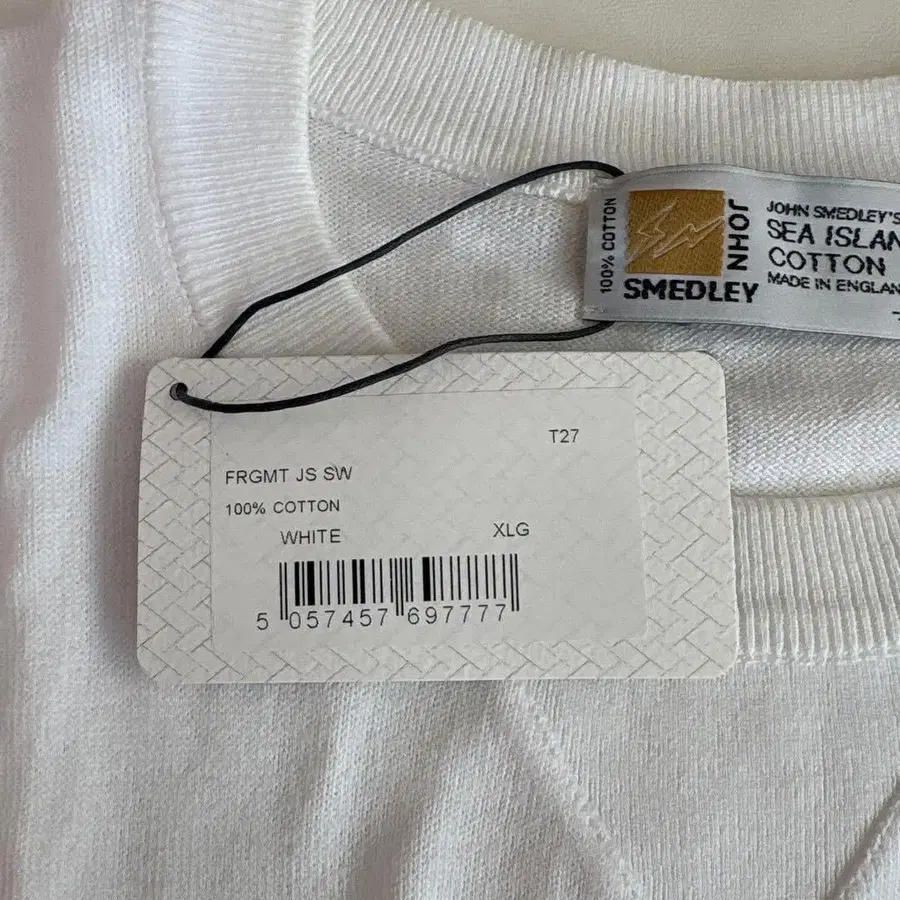 100% COTTON
JOHN
SMEDLEY
JOHN SMEDLEY'S
SEA ISLAN
COTTON
MADE IN ENGLAN
T27
FRGMT JS SW
100% COTTON
WHITE XLG
5 057457 697777